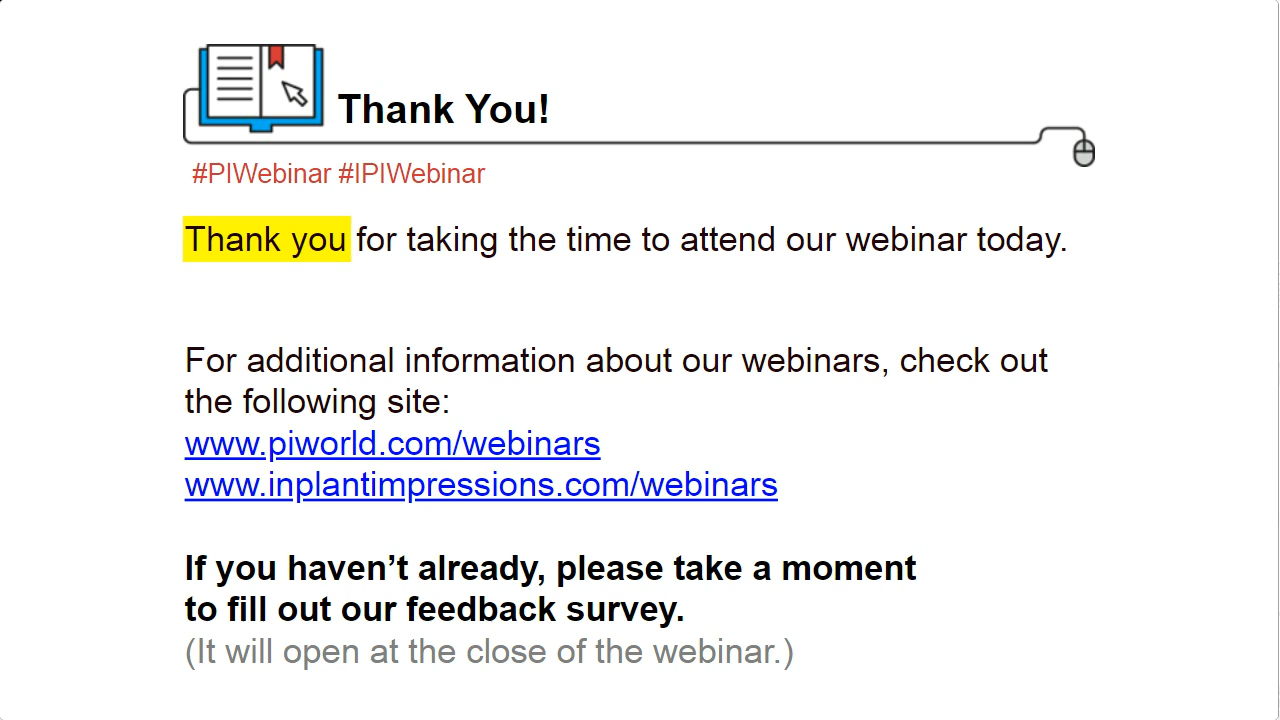 Thank You!
#PIWebinar #IPIWebinar
Thank you for taking the time to attend our webinar today.
For additional information about our webinars, check out
the following site:
www.piworld.com/webinars
www.inplantimpressions.com/webinars
If you haven’t already, please take a moment
to fill out our feedback survey.
(It will open at the close of the webinar.)